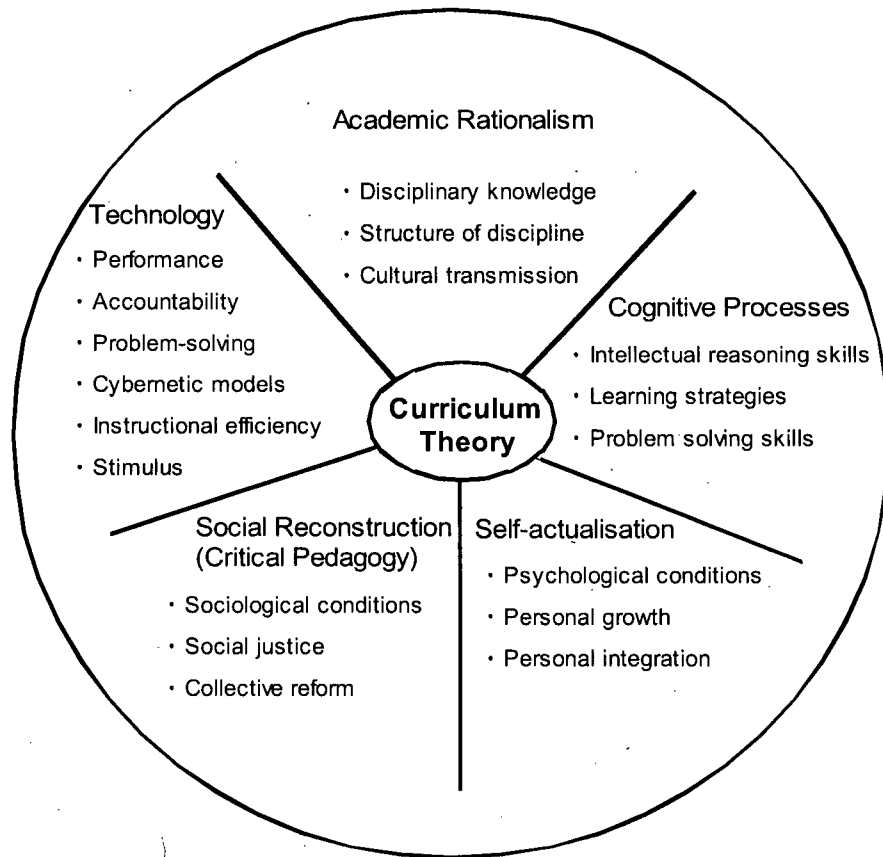 Academic Rationalism
· Disciplinary knowledge
· Structure of discipline
· Cultural transmission
Technology
· Performance
· Accountability
· Problem-solving
· Cybernetic models
· Instructional efficiency
· Stimulus
Cognitive Processes
· Intellectual reasoning skills
· Learning strategies
· Problem solving skills
Curriculum
Theory
Social Reconstruction
(Critical Pedagogy)
· Sociological conditions
· Social justice
· Collective reform
Self-actualisation
· Psychological conditions
· Personal growth
· Personal integration